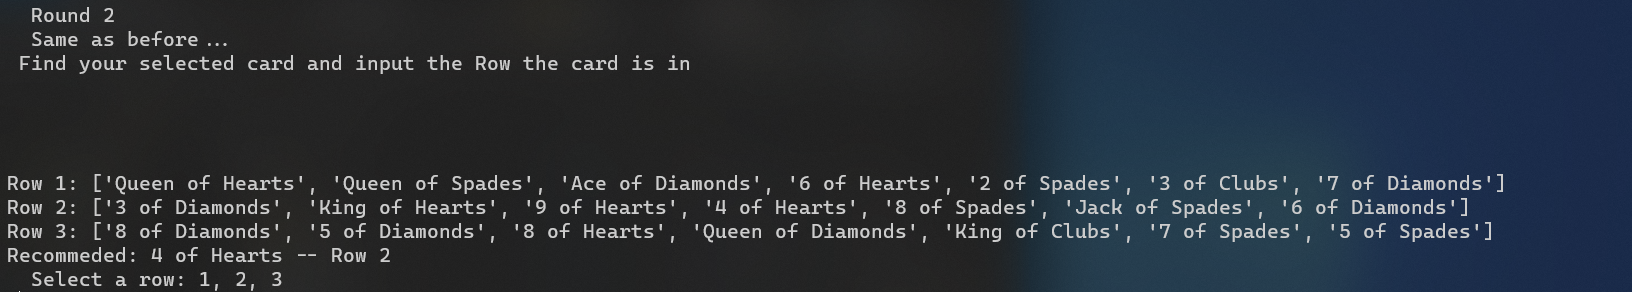 Round 2
Same as before...
Find your selected card and input the Row the card is in
Row 1: ['Queen of Hearts', 'Queen of Spades', 'Ace of Diamonds', '6 of Hearts', '2 of Spades', '3 of Clubs', '7 of Diamonds']
Row 2: ['3 of Diamonds', 'King of Hearts', '9 of Hearts', '4 of Hearts', '8 of Spades', 'Jack of Spades', '6 of Diamonds']
Row 3: ['8 of Diamonds', '5 of Diamonds', '8 of Hearts', 'Queen of Diamonds', 'King of Clubs', '7 of Spades', '5 of Spades']
Recommeded: 4 of Hearts -- Row 2
Select a row: 1, 2, 3